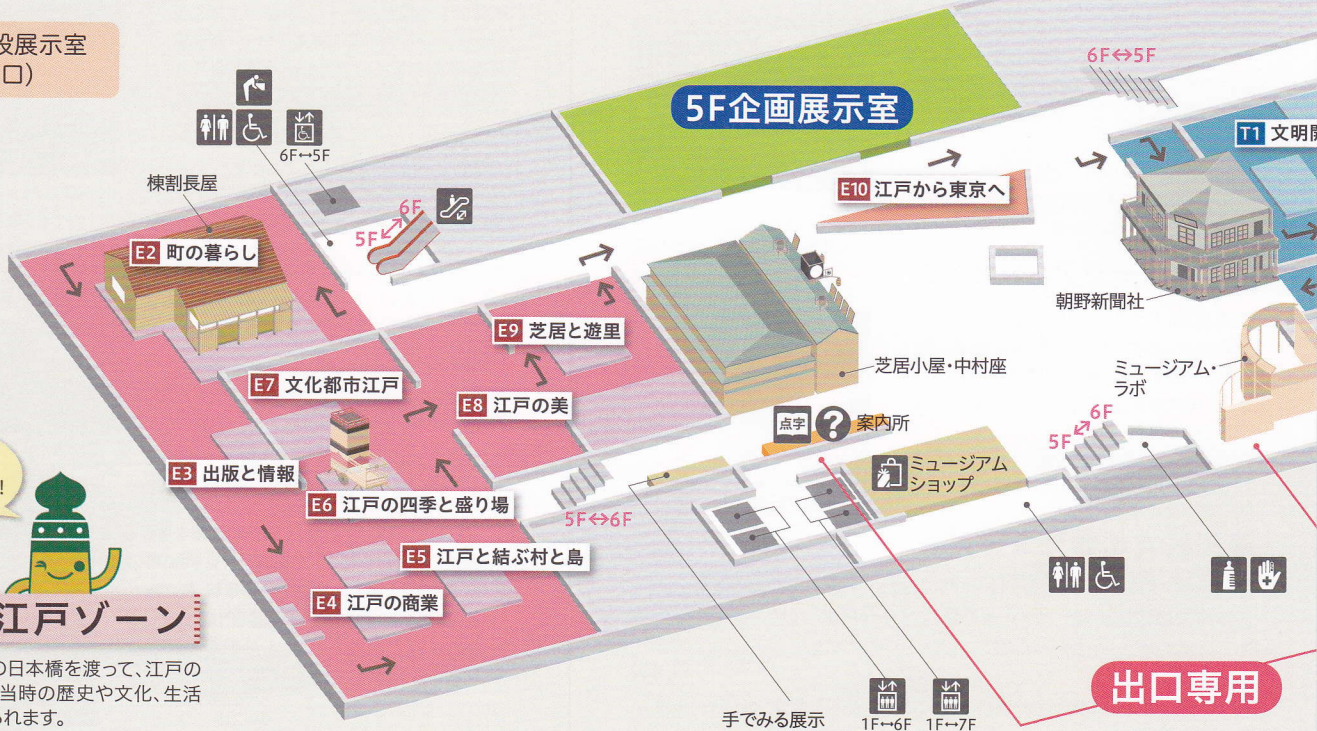 設展示室
口)
6F↔5F
棟割長屋
6F
5F
5F企画展示室
6F↔5F
T1 文明開
E10 江戸から東京へ
E2 町の暮らし
朝野新聞社
E9 芝居と遊里
芝居小屋・中村座
ミュージアム・
ラボ
E7 文化都市江戸
E8 江戸の美
点字
?
案内所
6F
5F
E3 出版と情報
ミュージアム
ショップ
E6 江戸の四季と盛り場
5F↔6F
E5 江戸と結ぶ村と島
E4 江戸の商業
!
江戸ゾーン
の日本橋を渡って、江戸の
当時の歴史や文化、生活
られます。
手でみる展示
1F↔6F
1F↔7F
出口専用